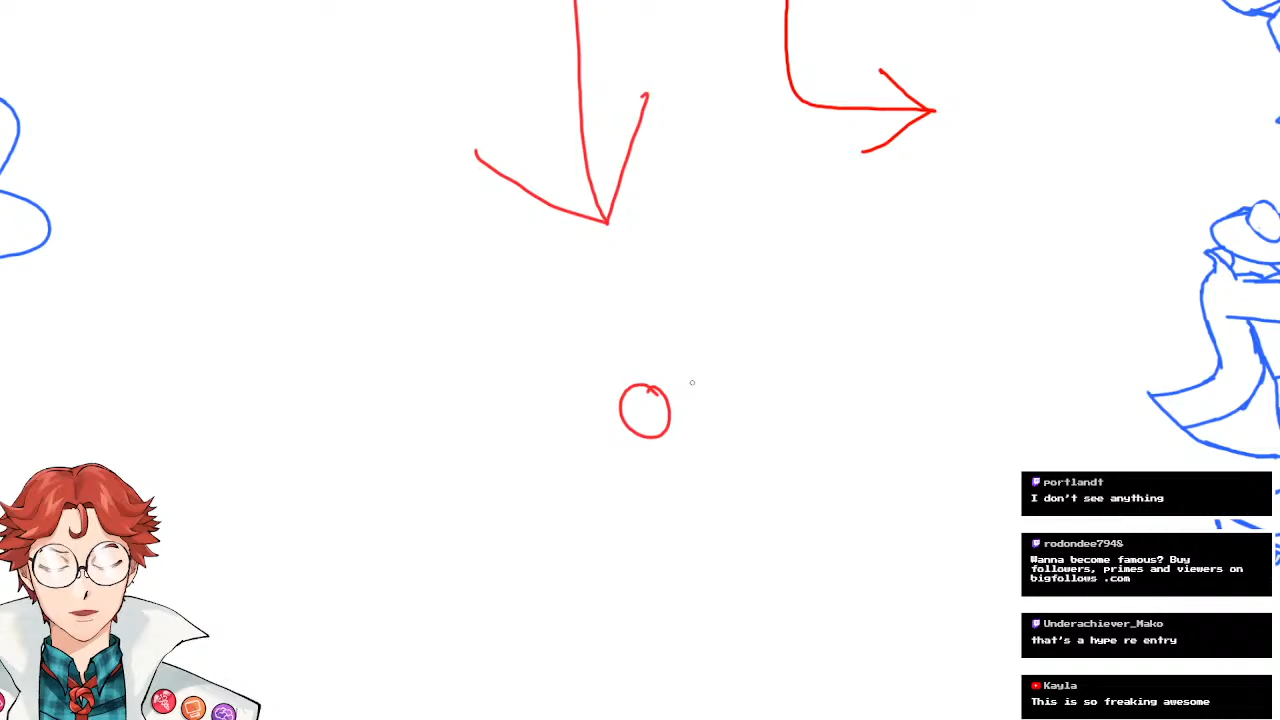 portlandt
I don't see anything
rodondee7948
Wanna become famous? Buy
followers, primes and viewers on
bigfollows .com
Underachiever_Mako
that's a hype re entry
Kayla
This is so freaking awesome